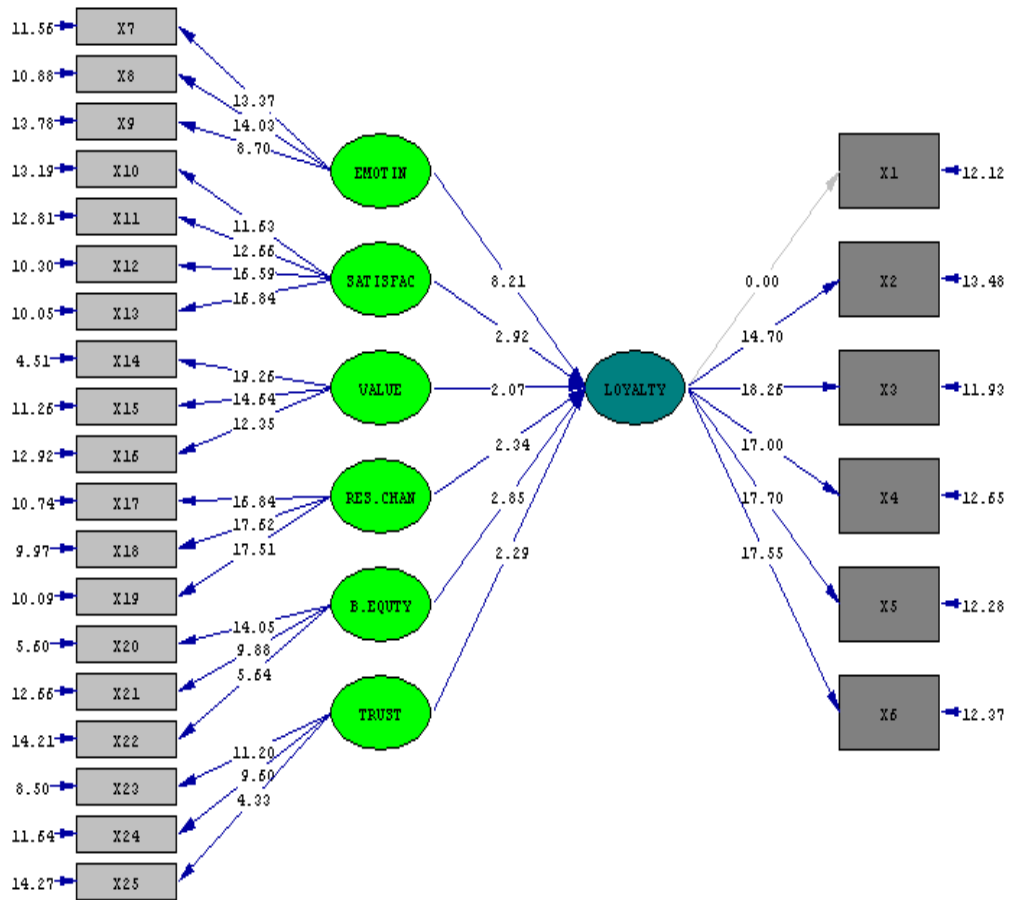 11.56 X7
10.88 X8
13.78 X9
13.19 X10
12.81 X11
10.30 X12
10.05 X13
4.51 X14
11.26 X15
12.92 X16
10.74 X17
9.97 X18
10.09 X19
5.60 X20
12.66 X21
14.21 X22
8.50 X23
11.64 X24
14.27 X25
13.37
14.03
8.70
11.63
12.66
16.59
16.84
19.26
14.64
12.35
16.84
17.62
17.51
14.05
9.88
5.64
11.20
9.60
4.33
EMOTIN
SATISFAC
VALUE
RES.CHAN
B.EQUTY
TRUST
8.21
2.92
2.07
2.34
2.85
2.29
LOYALTY
0.00
14.70
18.26
17.00
17.70
17.55
X1 12.12
X2 13.48
X3 11.93
X4 12.65
X5 12.28
X6 12.37